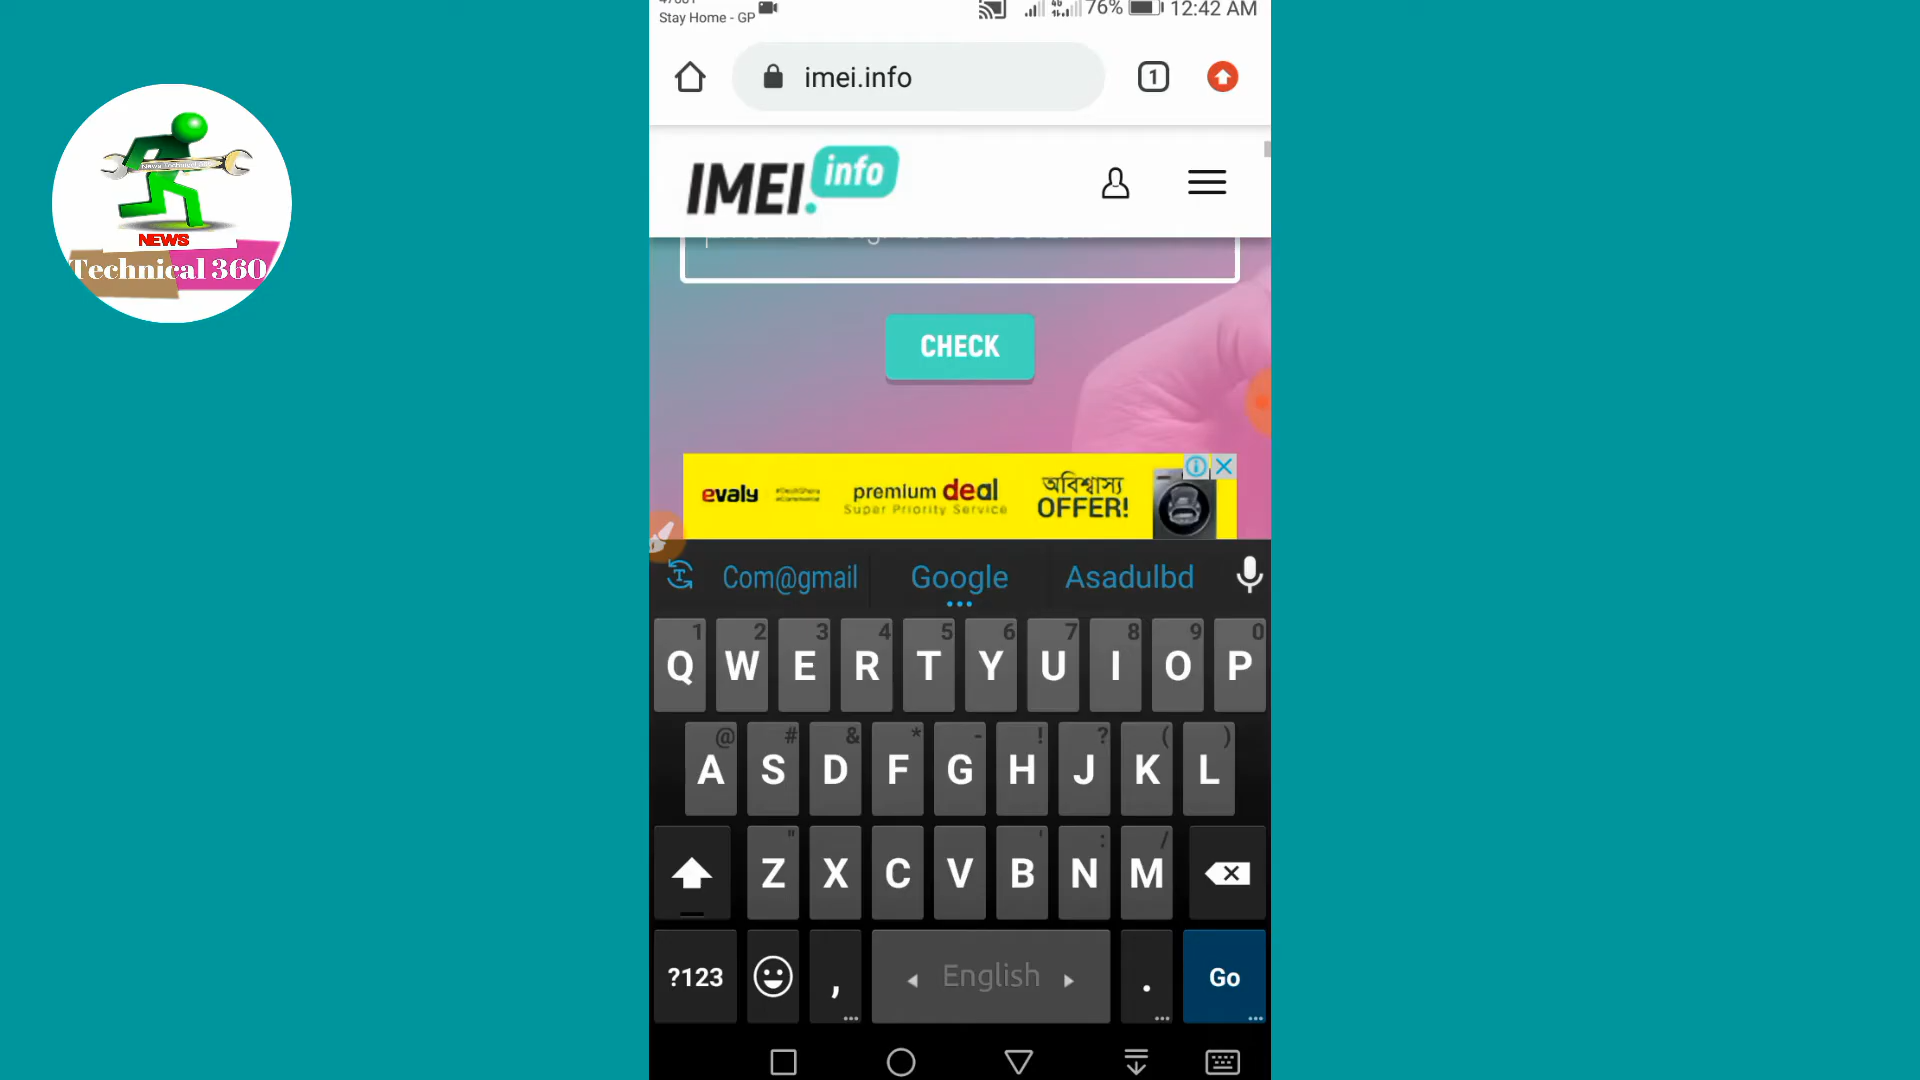 Stay Home - GP
76%
12:42 AM
imei.info
1
IMEI.info
CHECK
evaly
premium deal
Super Priority Service
অবিশ্বাস্য
OFFER!
NEWS
Technical 360
Com@gmail Google Asadulbd
1 2 3 4 5 6 7 8 9 0
Q W E R T Y U I O P
@ # & * - ! ? ( )
A S D F G H J K L
" ' : /
Z X C V B N M
?123 , English . Go